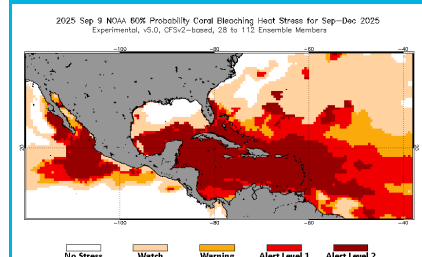 2025 Sep 9 NOAA 60% Probability Coral Bleaching Heat Stress for Sep-Dec 2025
Experimental, v5.0, CFSv2-based, 28 to 112 Ensemble Members
-100 -80 -60 -40
20 20
-100 -80 -60 -40
No Stress Watch Warning Alert Level 1 Alert Level 2